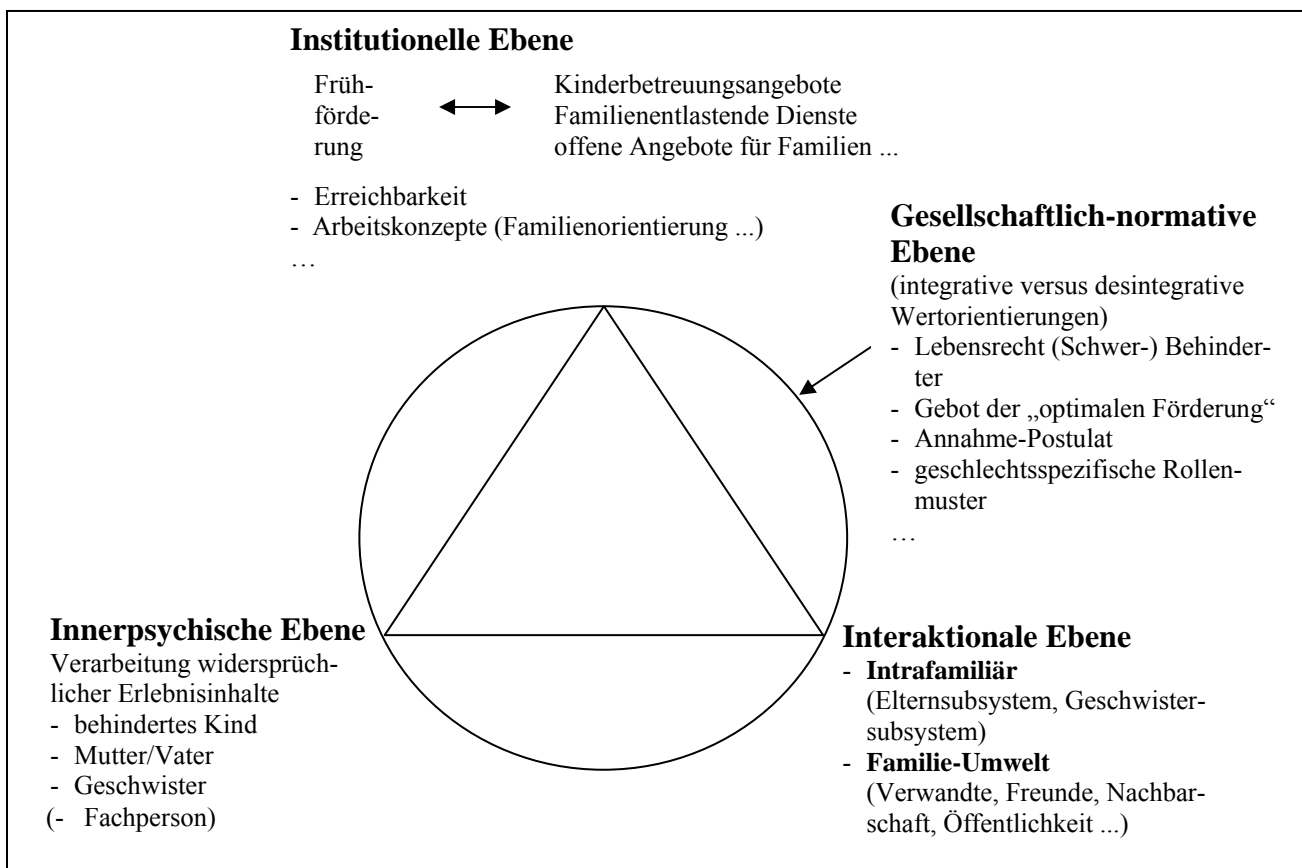 Institutionelle Ebene
Früh-
förde-
rung
Kinderbetreuungsangebote
Familienentlastende Dienste
offene Angebote für Familien ...
- Erreichbarkeit
- Arbeitskonzepte (Familienorientierung ...)
…
Gesellschaftlich-normative
Ebene
(integrative versus desintegrative
Wertorientierungen)
- Lebensrecht (Schwer-) Behinder-
ter
- Gebot der „optimalen Förderung“
- Annahme-Postulat
- geschlechtsspezifische Rollen-
muster
…
Innerpsychische Ebene
Verarbeitung widersprüch-
licher Erlebnisinhalte
- behindertes Kind
- Mutter/Vater
- Geschwister
(- Fachperson)
Interaktionale Ebene
- Intrafamiliär
(Elternsubsystem, Geschwister-
subsystem)
- Familie-Umwelt
(Verwandte, Freunde, Nachbar-
schaft, Öffentlichkeit ...)